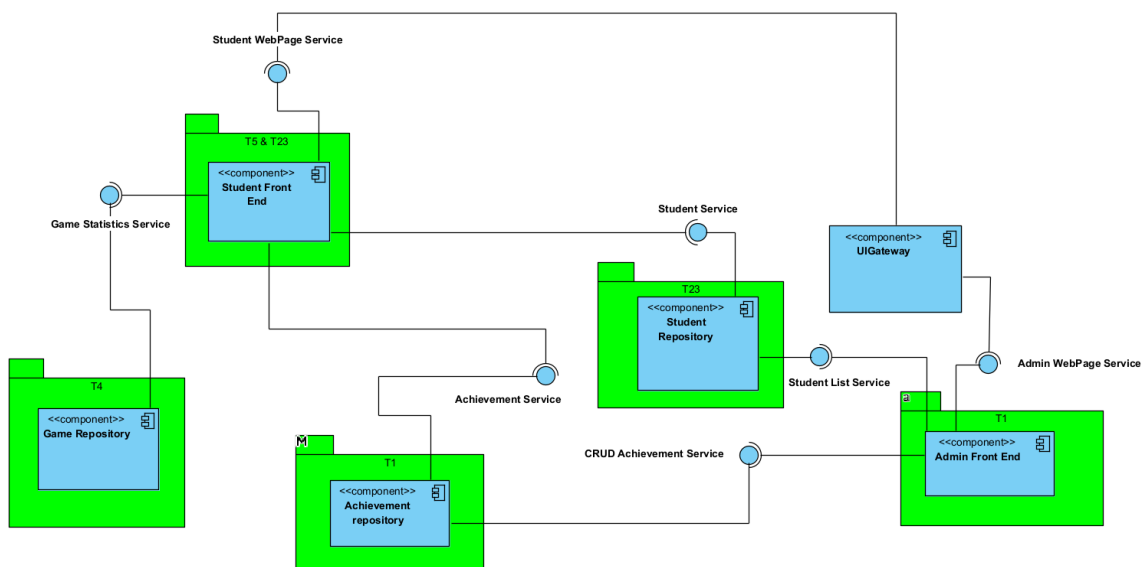 Student WebPage Service
T5 & T23
<<component>>
Student Front
End
Game Statistics Service
Student Service
<<component>>
UIGateway
T23
<<component>>
Student
Repository
Student List Service
Admin WebPage Service
Achievement Service
T4
<<component>>
Game Repository
a
T1
<<component>>
Admin Front End
CRUD Achievement Service
M
T1
<<component>>
Achievement
repository